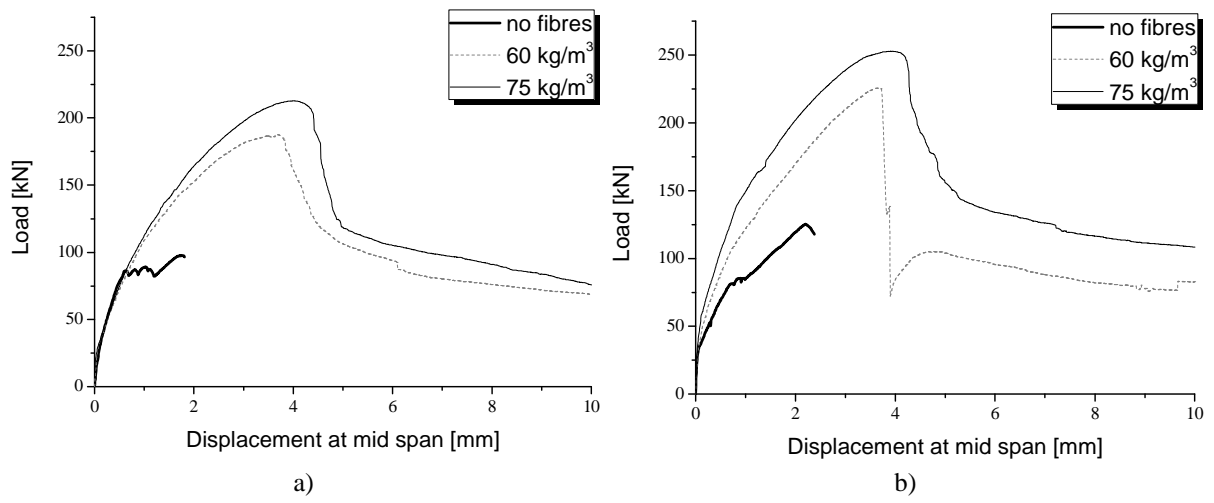 no fibres
60 kg/m³
75 kg/m³
250
200
150
100
50
0
Load [kN]
0 2 4 6 8 10
Displacement at mid span [mm]
a)
no fibres
60 kg/m³
75 kg/m³
250
200
150
100
50
0
Load [kN]
0 2 4 6 8 10
Displacement at mid span [mm]
b)